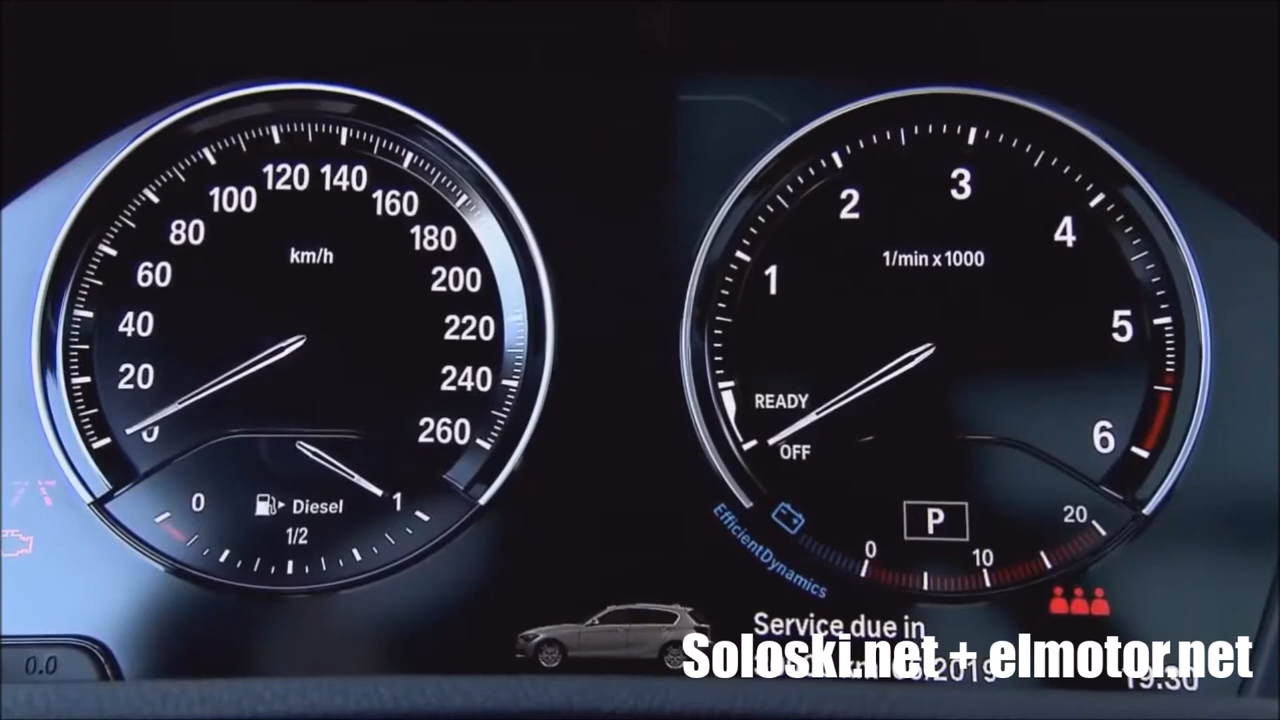 120 140
100 160
80 180
60 200
40 220
20 240
0 260
km/h
0 Diesel 1
1/2
0.0
3
2 4
1 5
6
1/min x 1000
READY
OFF
P
EfficientDynamics
0 10 20
Service due in
Soloski.net + elmotor.net
19:30